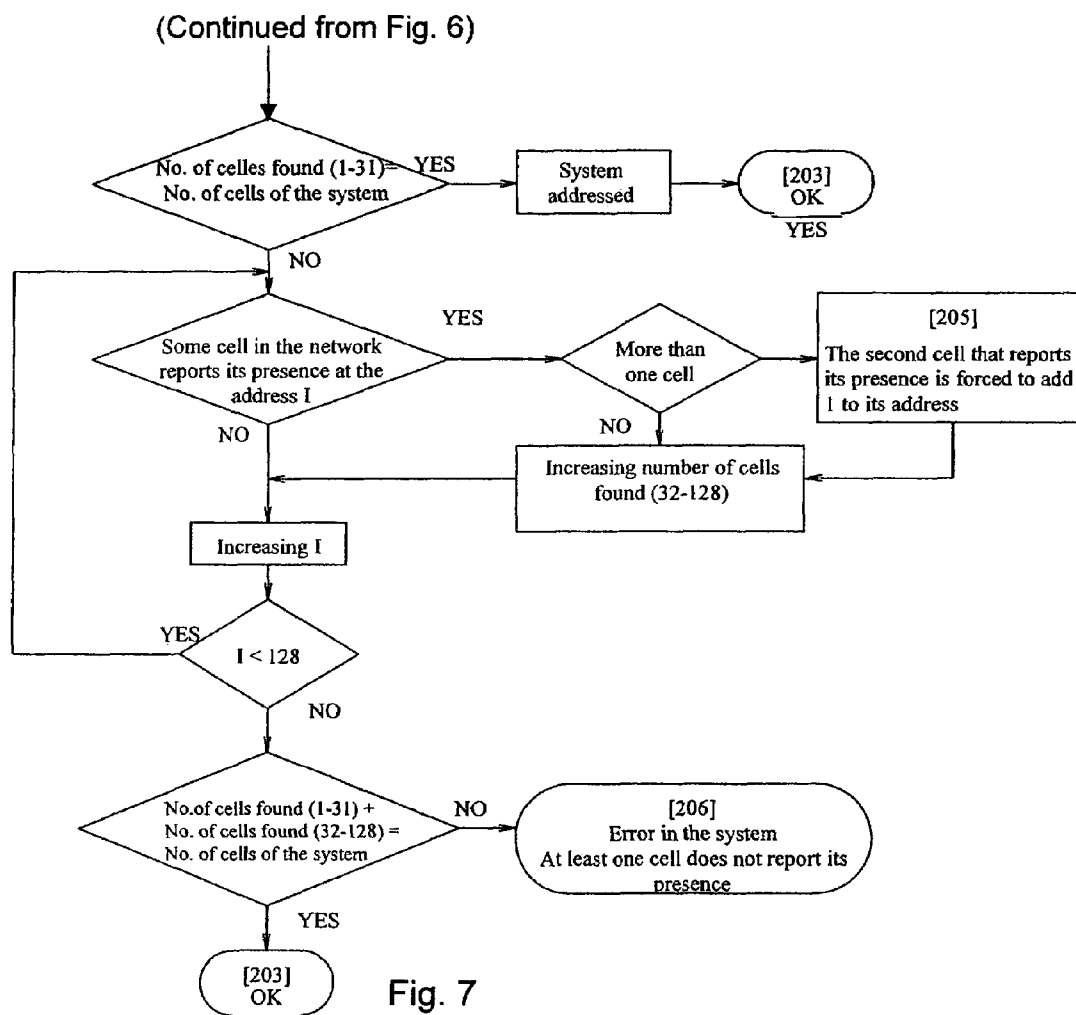 (Continued from Fig. 6)
No. of celles found (1-31)=
No. of cells of the system
YES
System
addressed
[203]
OK
YES
NO
Some cell in the network
reports its presence at the
address I
YES
More than
one cell
[205]
The second cell that reports
its presence is forced to add
1 to its address
NO
NO
Increasing number of cells
found (32-128)
Increasing I
YES
I < 128
NO
No.of cells found (1-31) +
No. of cells found (32-128) =
No. of cells of the system
NO
[206]
Error in the system
At least one cell does not report its
presence
YES
[203]
OK
Fig. 7